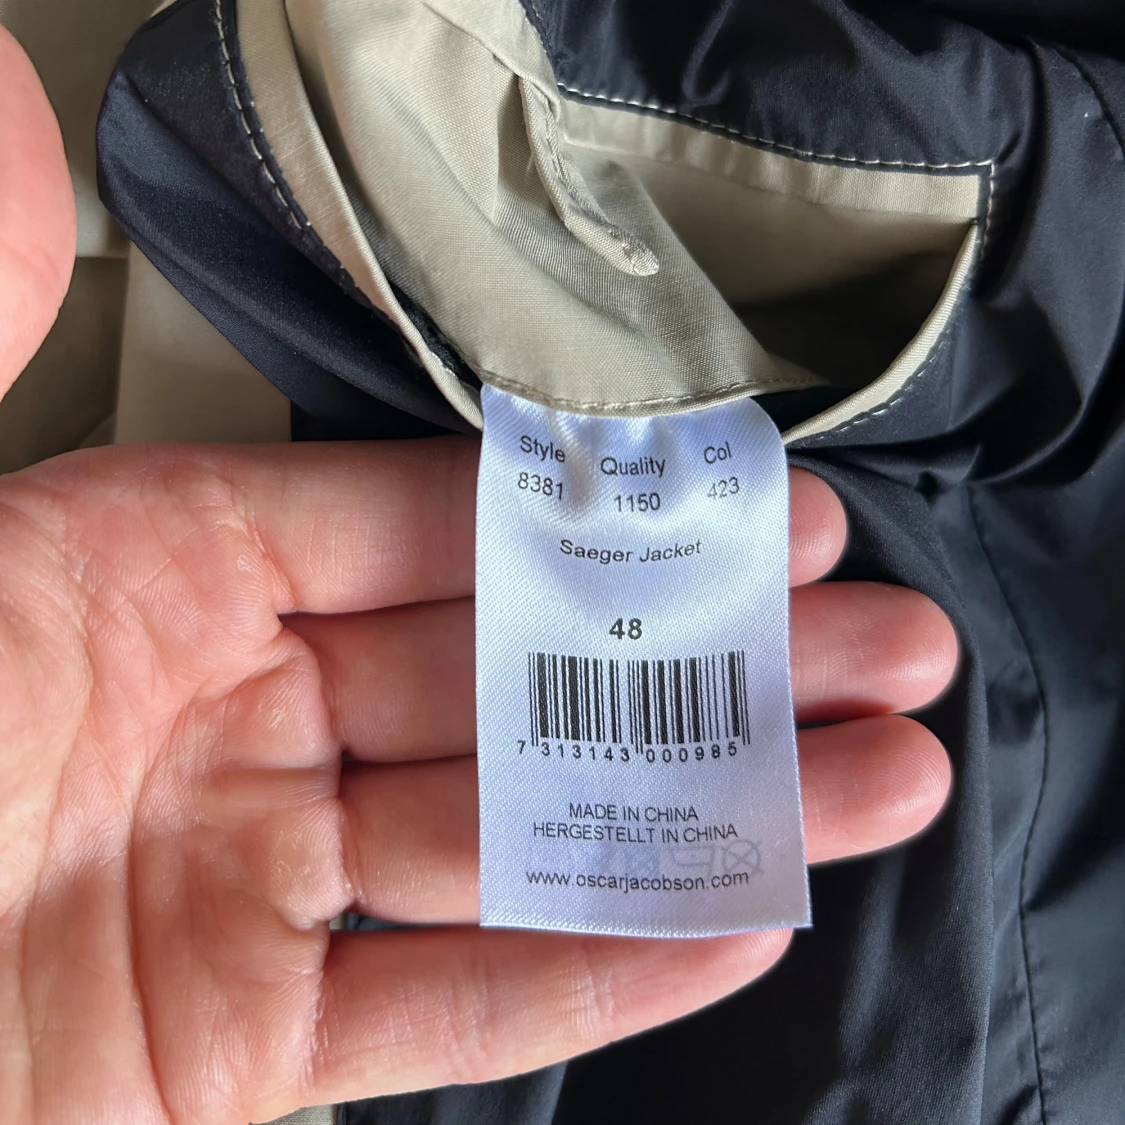 Style Quality Col
8381 1150 423
Saeger Jacket
48
7 313143 000985
MADE IN CHINA
HERGESTELLT IN CHINA
www.oscarjacobson.com